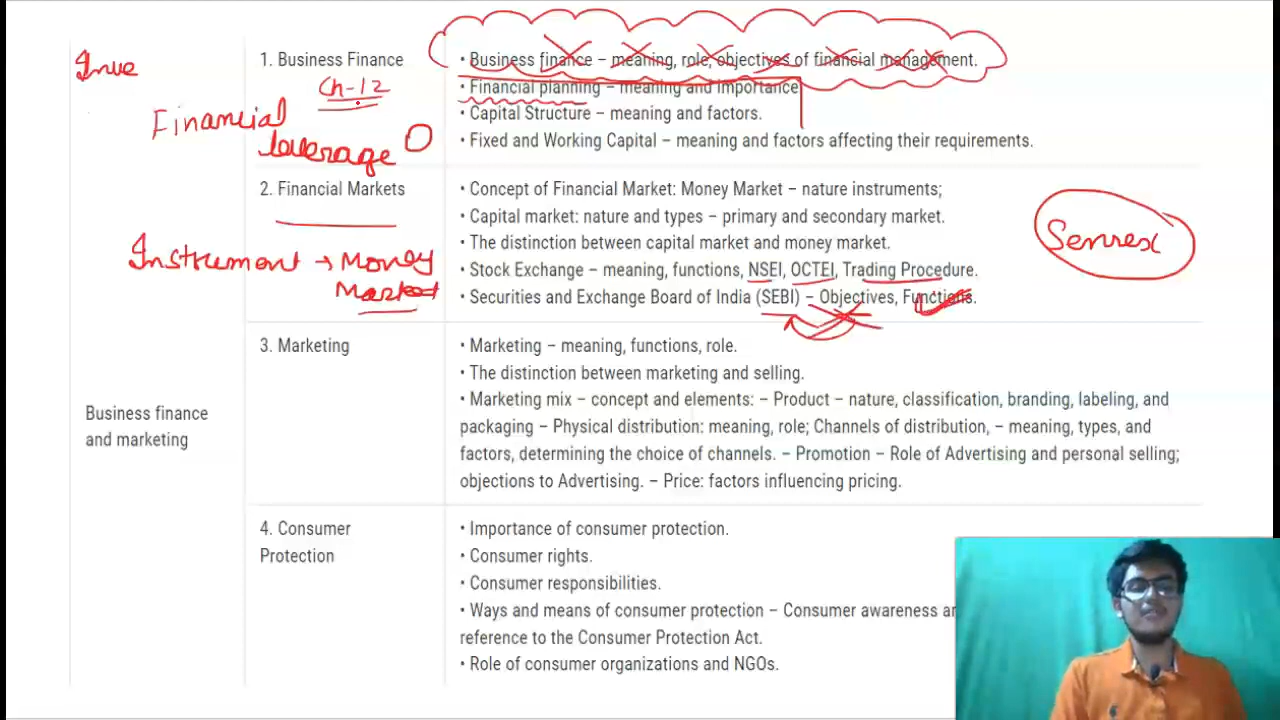 Inve
1. Business Finance
Ch-12
Financial
leverage
• Business finance – meaning, role, objectives of financial management.
• Financial planning – meaning and importance
• Capital Structure – meaning and factors.
• Fixed and Working Capital – meaning and factors affecting their requirements.
2. Financial Markets
Instrument → Money
Market
• Concept of Financial Market: Money Market – nature instruments;
• Capital market: nature and types – primary and secondary market.
• The distinction between capital market and money market.
• Stock Exchange – meaning, functions, NSEI, OCTEI, Trading Procedure.
• Securities and Exchange Board of India (SEBI) – Objectives, Functions.
Sensex
3. Marketing
• Marketing – meaning, functions, role.
• The distinction between marketing and selling.
• Marketing mix – concept and elements: – Product – nature, classification, branding, labeling, and
packaging – Physical distribution: meaning, role; Channels of distribution, – meaning, types, and
factors, determining the choice of channels. – Promotion – Role of Advertising and personal selling;
objections to Advertising. – Price: factors influencing pricing.
Business finance
and marketing
4. Consumer
Protection
• Importance of consumer protection.
• Consumer rights.
• Consumer responsibilities.
• Ways and means of consumer protection – Consumer awareness
reference to the Consumer Protection Act.
• Role of consumer organizations and NGOs.